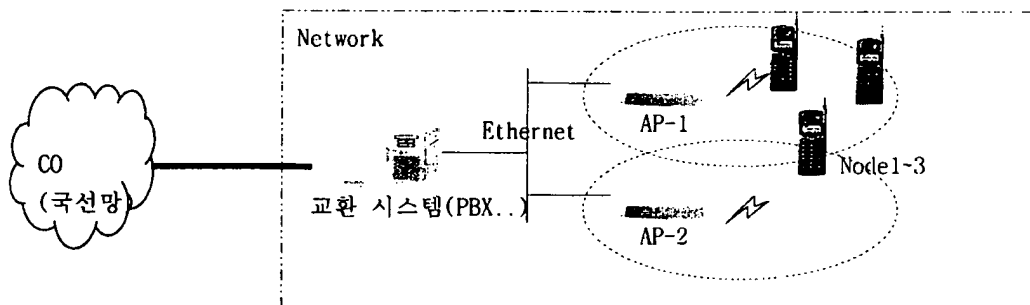 Network
CO
(국선망)
교환 시스템(PBX..)
Ethernet
AP-1
AP-2
Node1~3